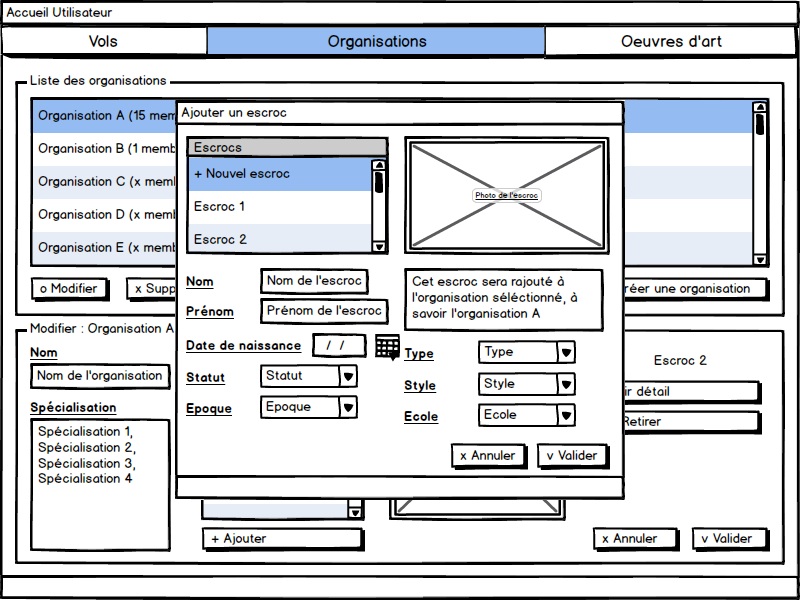 Accueil Utilisateur
Vols
Organisations
Oeuvres d'art
Liste des organisations
Organisation A (15 mem
Organisation B (1 memb
Organisation C (x memb
Organisation D (x memb
Organisation E (x memb
o Modifier
x Supp
réer une organisation
Ajouter un escroc
Escrocs
+ Nouvel escroc
Escroc 1
Escroc 2
Photo de l'escroc
Nom
Nom de l'escroc
Prénom
Prénom de l'escroc
Date de naissance
/ /
Statut
Statut
Epoque
Epoque
Cet escroc sera rajouté à
l'organisation séléctionné, à
savoir l'organisation A
Type
Type
Style
Style
Ecole
Ecole
x Annuler
v Valider
Modifier : Organisation A
Nom
Nom de l'organisation
Spécialisation
Spécialisation 1,
Spécialisation 2,
Spécialisation 3,
Spécialisation 4
Escroc 2
ir détail
Retirer
+ Ajouter
x Annuler
v Valider